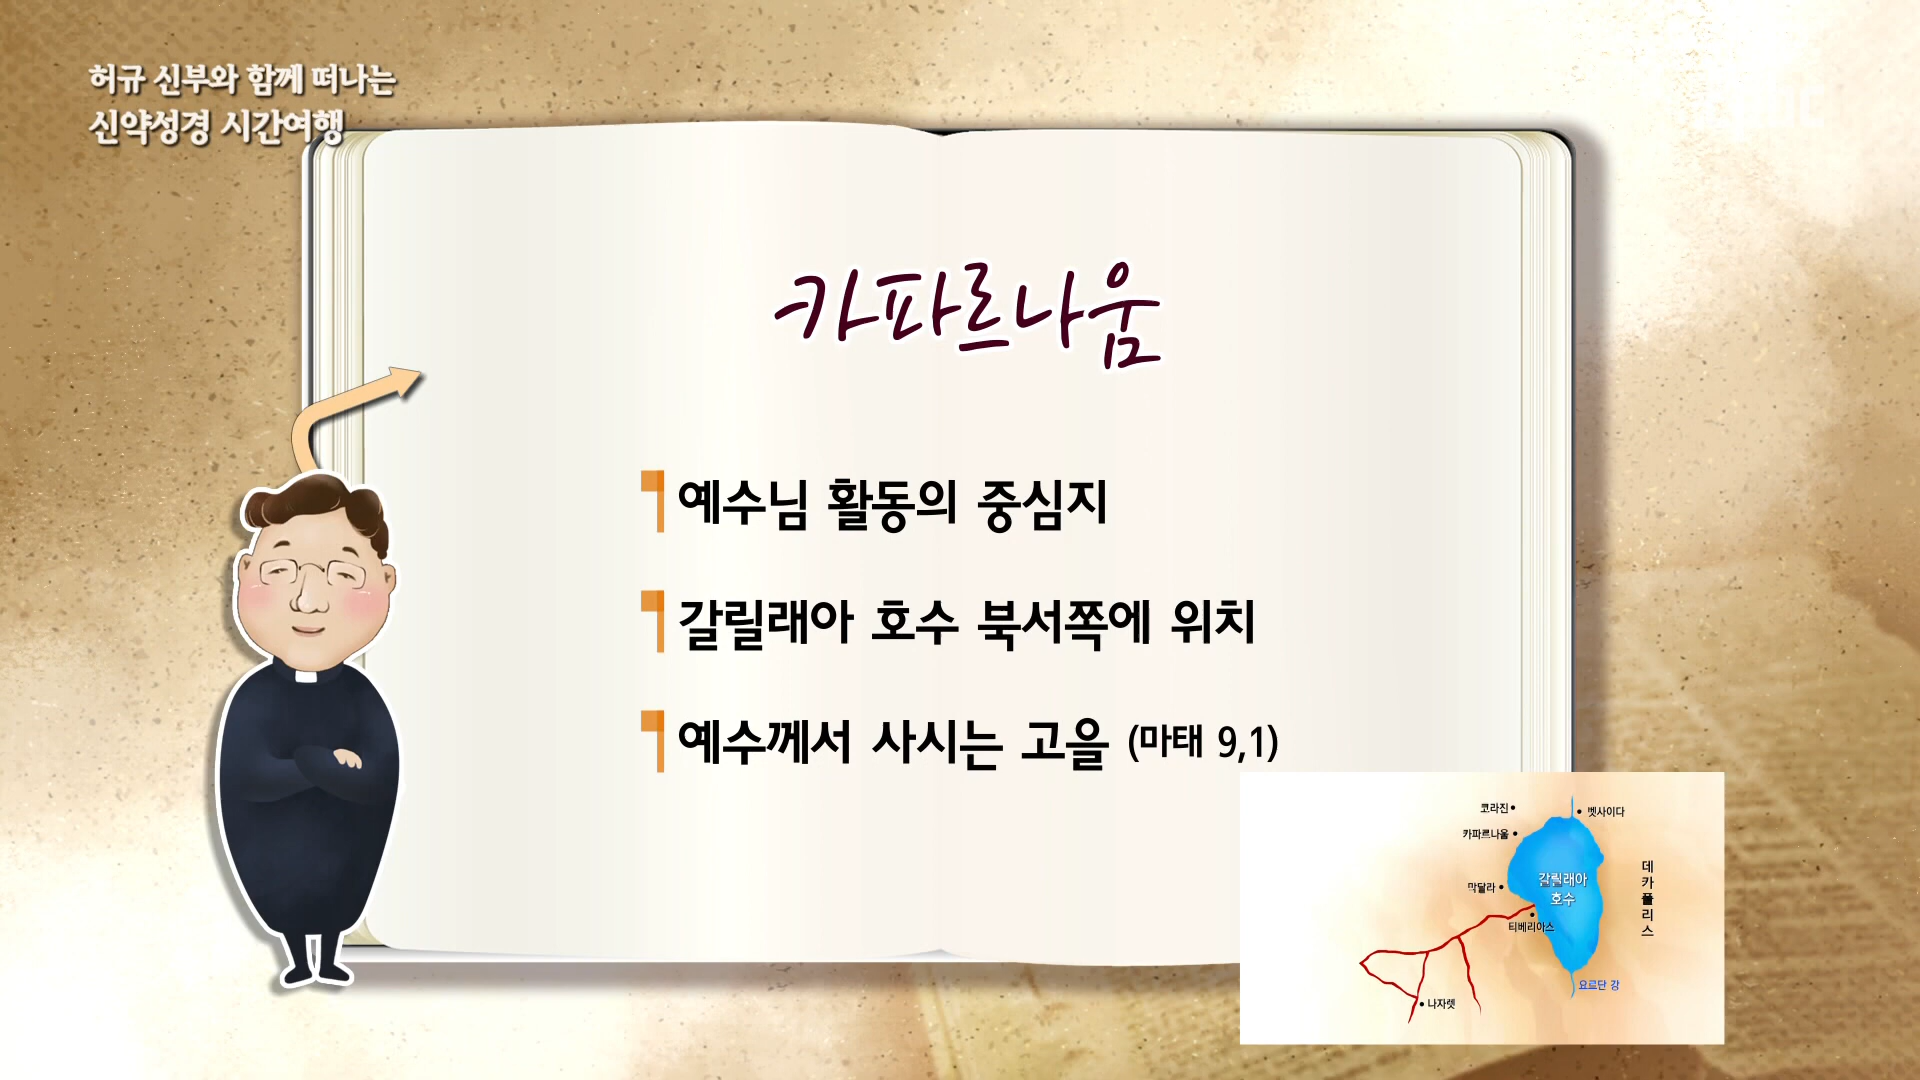 허규 신부와 함께 떠나는
신약성경 시간여행
카파르나움
예수님 활동의 중심지
갈릴래아 호수 북서쪽에 위치
예수께서 사시는 고을 (마태 9,1)
코라진
벳사이다
카파르나움
막달라
갈릴래아
호수
티베리아스
데카폴리스
요르단 강
나자렛